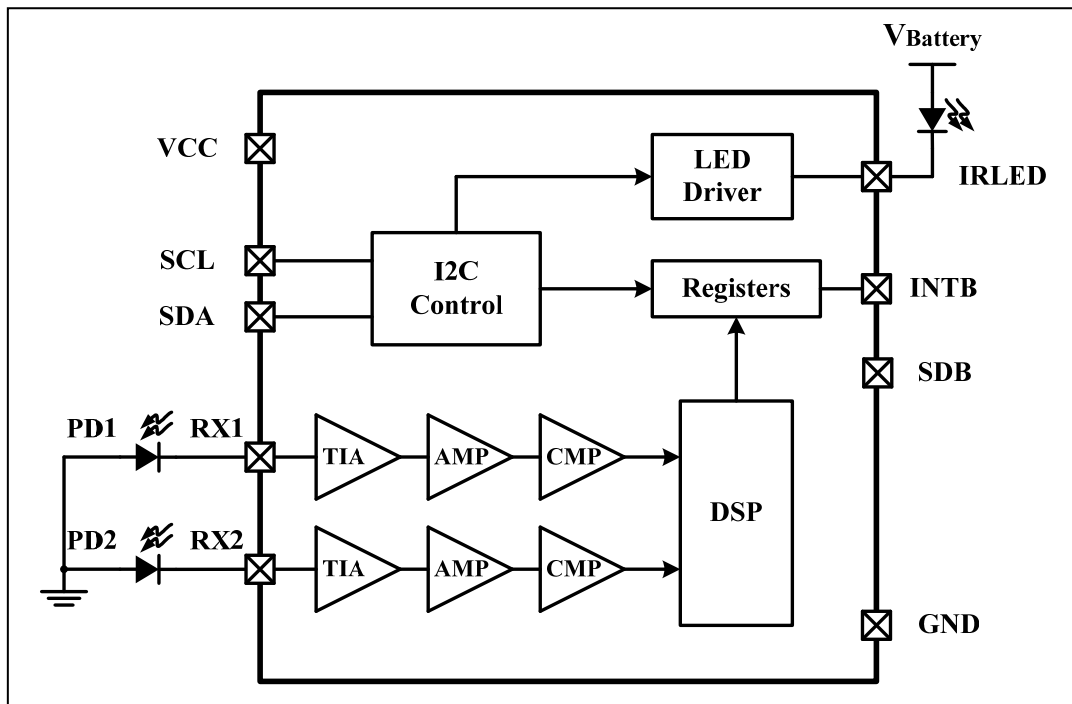 VBattery
VCC
LED
Driver
IRLED
SCL
I2C
Control
Registers
INTB
SDA
SDB
PD1
RX1
TIA
AMP
CMP
DSP
PD2
RX2
TIA
AMP
CMP
GND